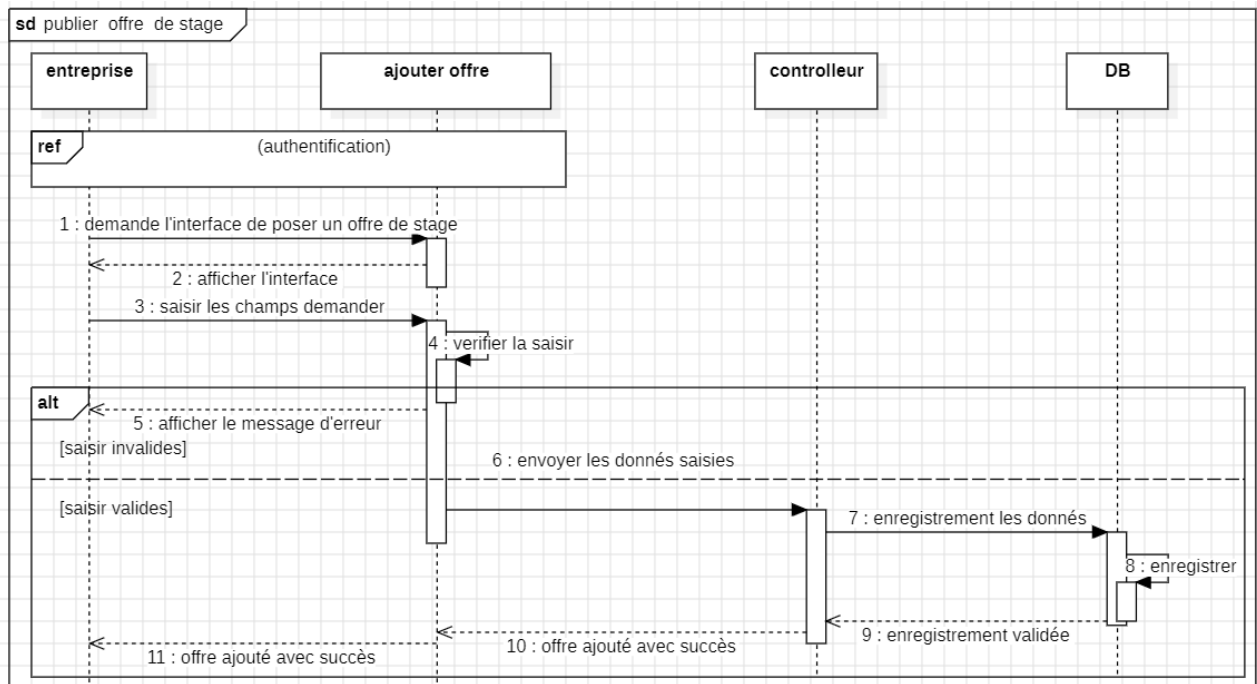 sd publier offre de stage
entreprise
ajouter offre
controlleur
DB
ref
(authentification)
1 : demande l'interface de poser un offre de stage
2 : afficher l'interface
3 : saisir les champs demander
4 : verifier la saisir
alt
5 : afficher le message d'erreur
[saisir invalides]
6 : envoyer les donnés saisies
[saisir valides]
7 : enregistrement les donnés
8 : enregistrer
9 : enregistrement validée
10 : offre ajouté avec succès
11 : offre ajouté avec succès